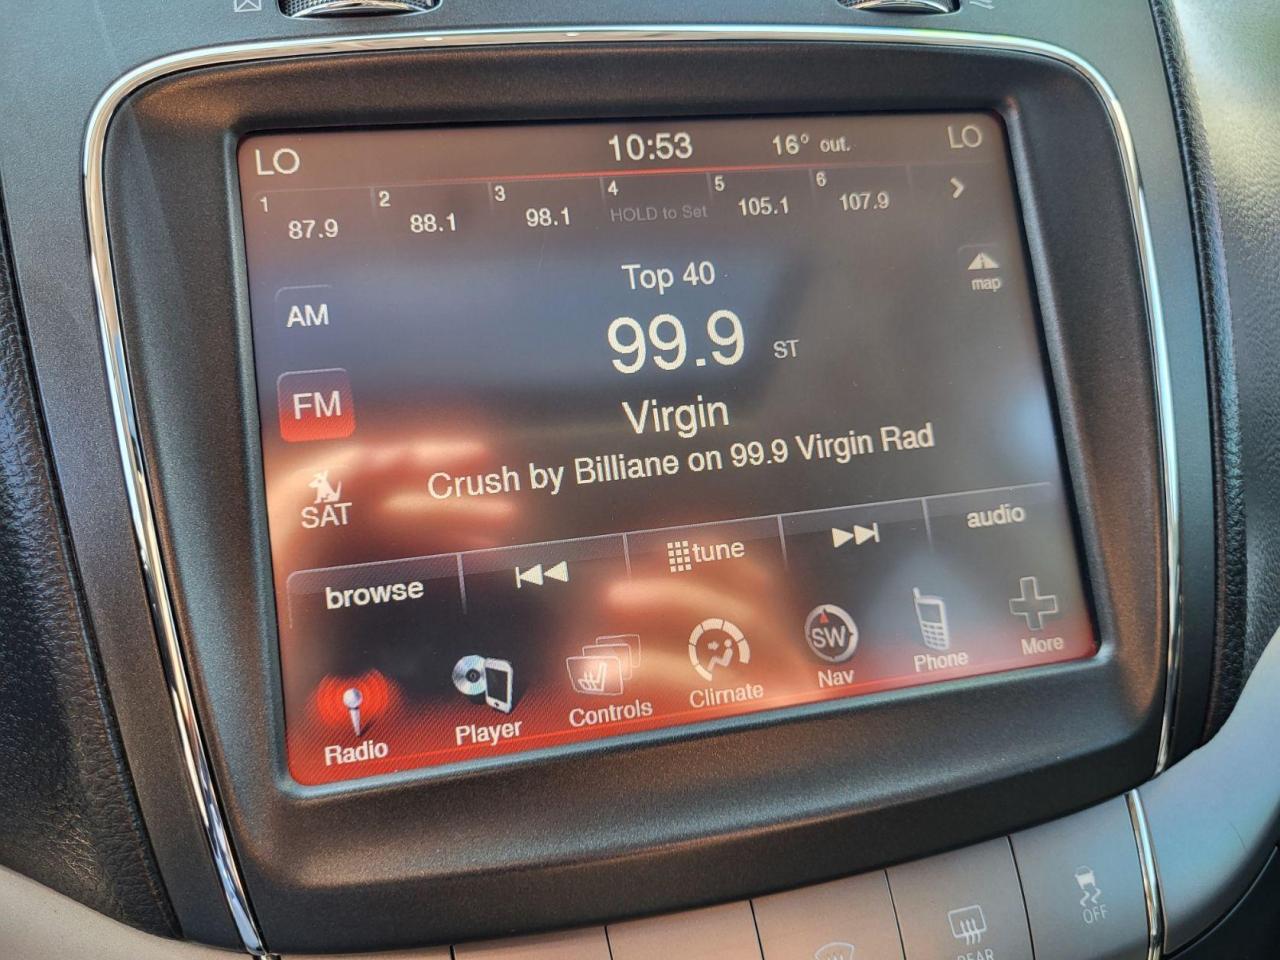 LO 10:53 16° out. LO
1 2 3 4 5 6
87.9 88.1 98.1 HOLD to Set 105.1 107.9
Top 40
map
AM
99.9 ST
FM
Virgin
Crush by Billiane on 99.9 Virgin Rad
SAT
browse tune audio
SW
Radio Player Controls Climate Nav Phone More
OFF
REAR